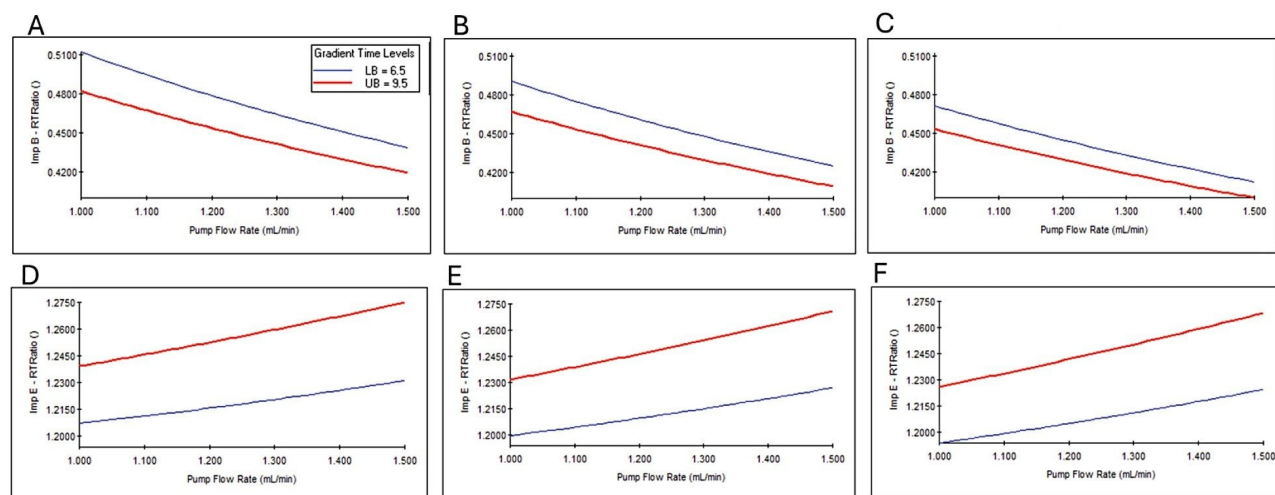 A
Imp B - RTRatio ()
0.5100
0.4800
0.4500
0.4200
Gradient Time Levels
LB = 6.5
UB = 9.5
1.000 1.100 1.200 1.300 1.400 1.500
Pump Flow Rate (mL/min)
B
Imp B - RTRatio ()
0.5100
0.4800
0.4500
0.4200
1.000 1.100 1.200 1.300 1.400 1.500
Pump Flow Rate (mL/min)
C
Imp B - RTRatio ()
0.5100
0.4800
0.4500
0.4200
1.000 1.100 1.200 1.300 1.400 1.500
Pump Flow Rate (mL/min)
D
Imp E - RTRatio ()
1.2750
1.2600
1.2450
1.2300
1.2150
1.2000
1.000 1.100 1.200 1.300 1.400 1.500
Pump Flow Rate (mL/min)
E
Imp E - RTRatio ()
1.2750
1.2600
1.2450
1.2300
1.2150
1.2000
1.000 1.100 1.200 1.300 1.400 1.500
Pump Flow Rate (mL/min)
F
Imp E - RTRatio ()
1.2750
1.2600
1.2450
1.2300
1.2150
1.2000
1.000 1.100 1.200 1.300 1.400 1.500
Pump Flow Rate (mL/min)